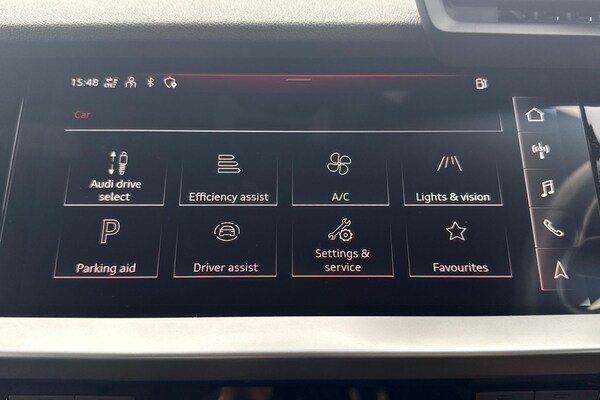 15:48
Car
Audi drive
select
Efficiency assist
A/C
Lights & vision
P
Parking aid
Driver assist
Settings &
service
Favourites